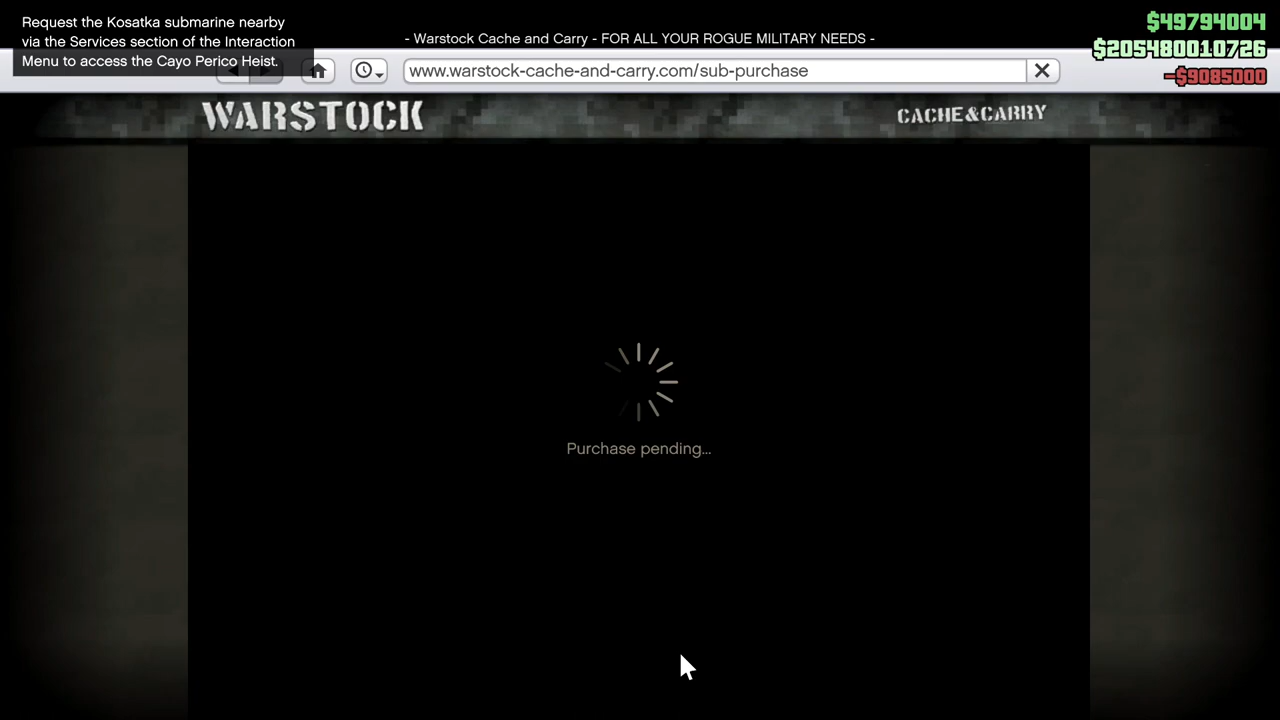 Request the Kosatka submarine nearby
via the Services section of the Interaction
Menu to access the Cayo Perico Heist.
- Warstock Cache and Carry - FOR ALL YOUR ROGUE MILITARY NEEDS -
$49794004
$205480010726
-$9085000
www.warstock-cache-and-carry.com/sub-purchase
WARSTOCK
CACHE&CARRY
Purchase pending...